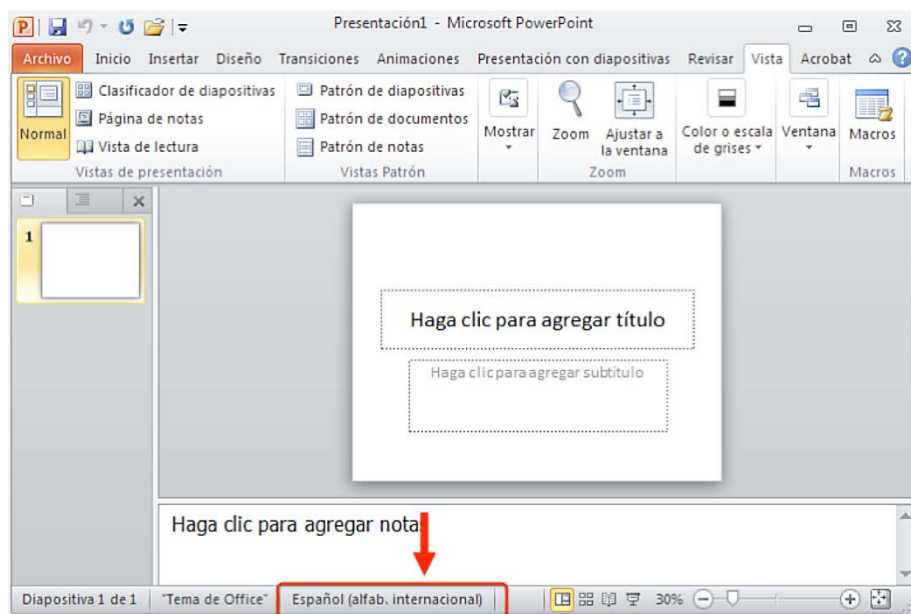 Presentación1 - Microsoft PowerPoint
Archivo Inicio Insertar Diseño Transiciones Animaciones Presentación con diapositivas Revisar Vista Acrobat
Normal
Clasificador de diapositivas
Página de notas
Vista de lectura
Vistas de presentación
Patrón de diapositivas
Patrón de documentos
Patrón de notas
Vistas Patrón
Mostrar
Zoom
Ajustar a
la ventana
Zoom
Color o escala
de grises
Ventana
Macros
Macros
1
Haga clic para agregar título
Haga clic para agregar subtítulo
Haga clic para agregar notas
Diapositiva 1 de 1 "Tema de Office" Español (alfab. internacional) 30%